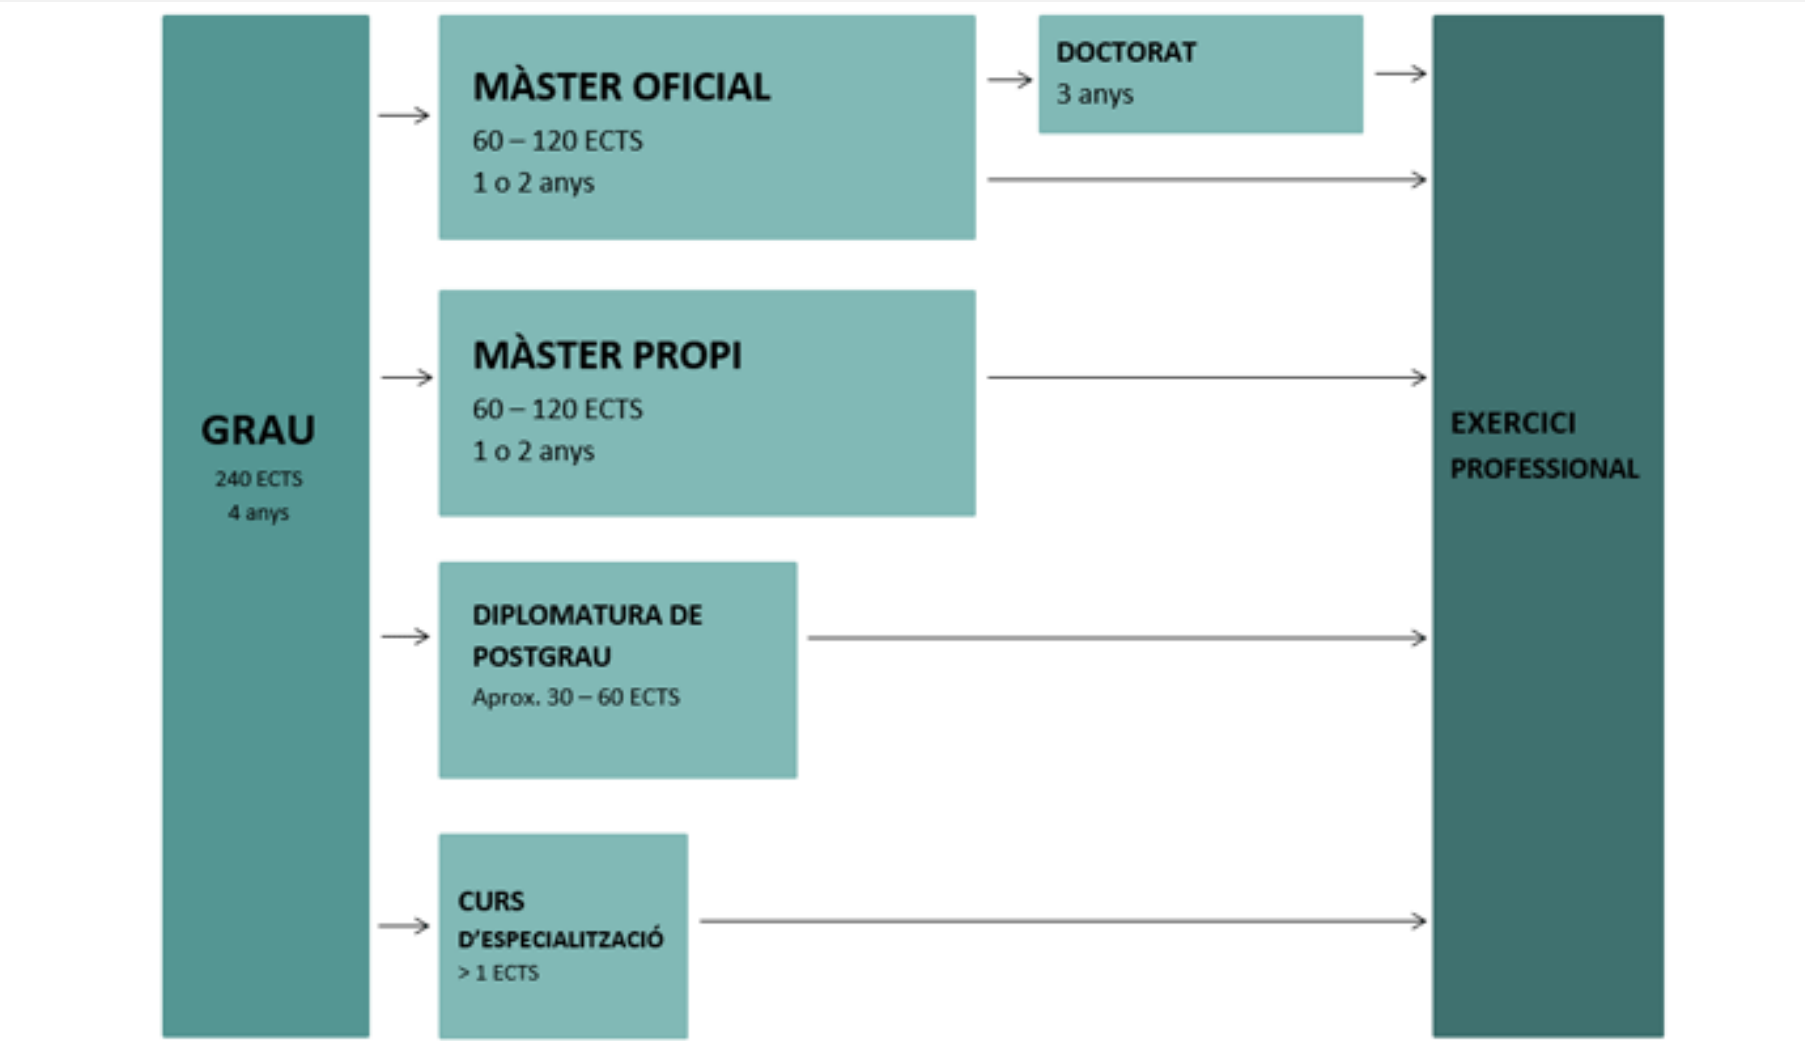 GRAU
240 ECTS
4 anys
MÀSTER OFICIAL
60 – 120 ECTS
1 o 2 anys
DOCTORAT
3 anys
MÀSTER PROPI
60 – 120 ECTS
1 o 2 anys
DIPLOMATURA DE
POSTGRAU
Aprox. 30 – 60 ECTS
CURS
D'ESPECIALITZACIÓ
> 1 ECTS
EXERCICI
PROFESSIONAL